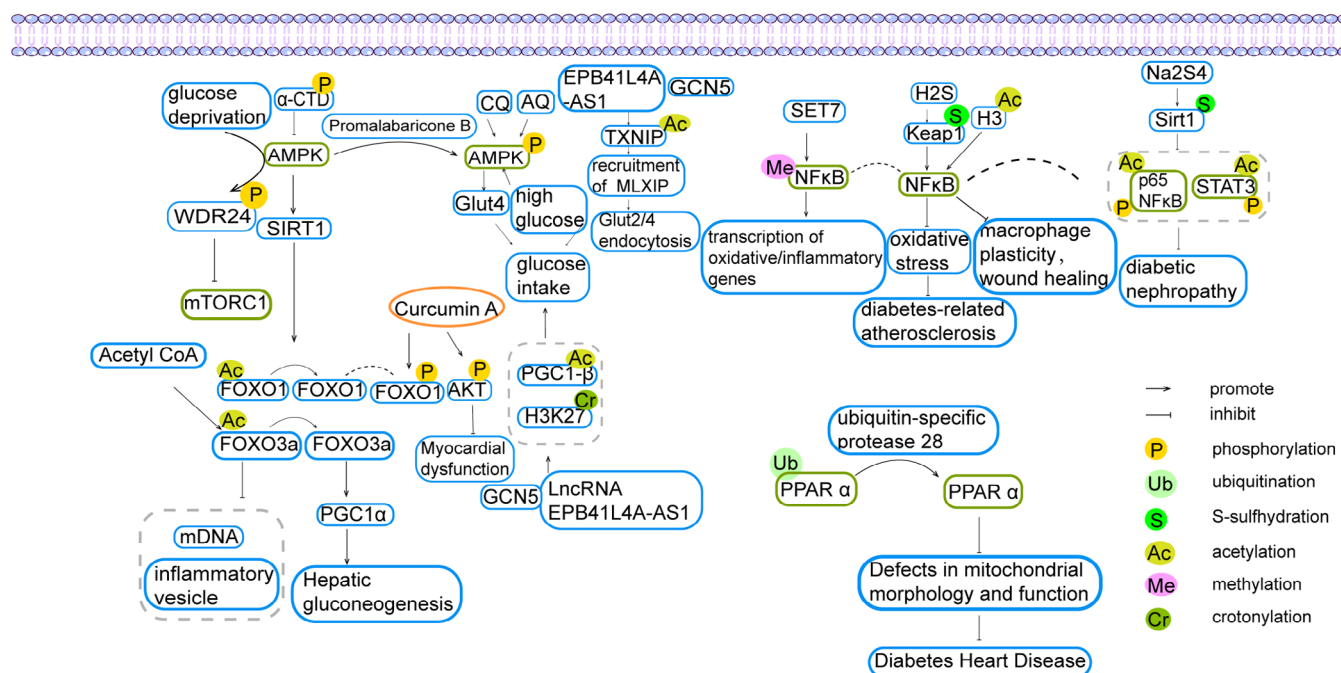 glucose
deprivation
P
α-CTD
AMPK
Promalabaricone B
P
WDR24
SIRT1
mTORC1
CQ
AQ
P
AMPK
Glut4
high
glucose
glucose
intake
EPB41L4A
-AS1
GCN5
Ac
TXNIP
recruitment
of MLXIP
Glut2/4
endocytosis
Curcumin A
Acetyl CoA
Ac
FOXO1
FOXO1
P
FOXO1
P
AKT
Ac
FOXO3a
FOXO3a
Myocardial
dysfunction
PGC1α
Hepatic
gluconeogenesis
mDNA
inflammatory
vesicle
Ac
PGC1-β
Cr
H3K27
GCN5
LncRNA
EPB41L4A-AS1
SET7
Me
NFκB
transcription of
oxidative/inflammatory
genes
H2S
S
Keap1
Ac
H3
NFκB
oxidative
stress
macrophage
plasticity,
wound healing
diabetes-related
atherosclerosis
Na2S4
S
Sirt1
Ac
p65
NFκB
P
Ac
STAT3
P
diabetic
nephropathy
ubiquitin-specific
protease 28
Ub
PPAR α
PPAR α
Defects in mitochondrial
morphology and function
Diabetes Heart Disease
promote
inhibit
P phosphorylation
Ub ubiquitination
S S-sulfhydration
Ac acetylation
Me methylation
Cr crotonylation